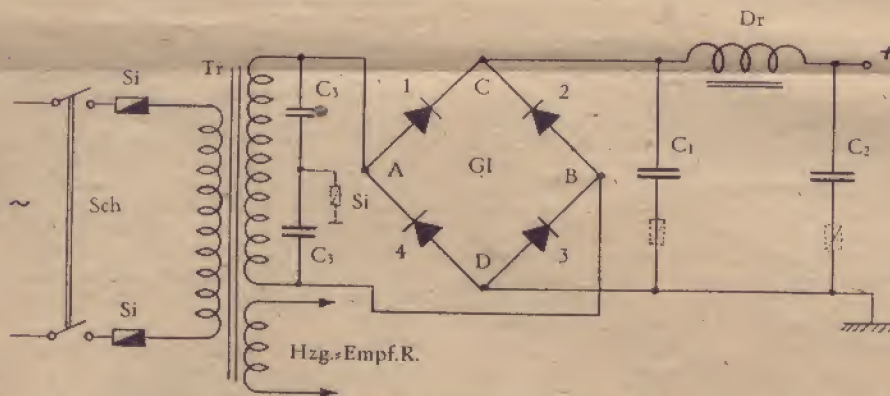 Dr
+
Si
Tr
C₃
1
C
2
C₁
C₂
A
Gl
B
~
Sch
Si
C₃
4
3
D
Si
Hzg.=Empf.R.